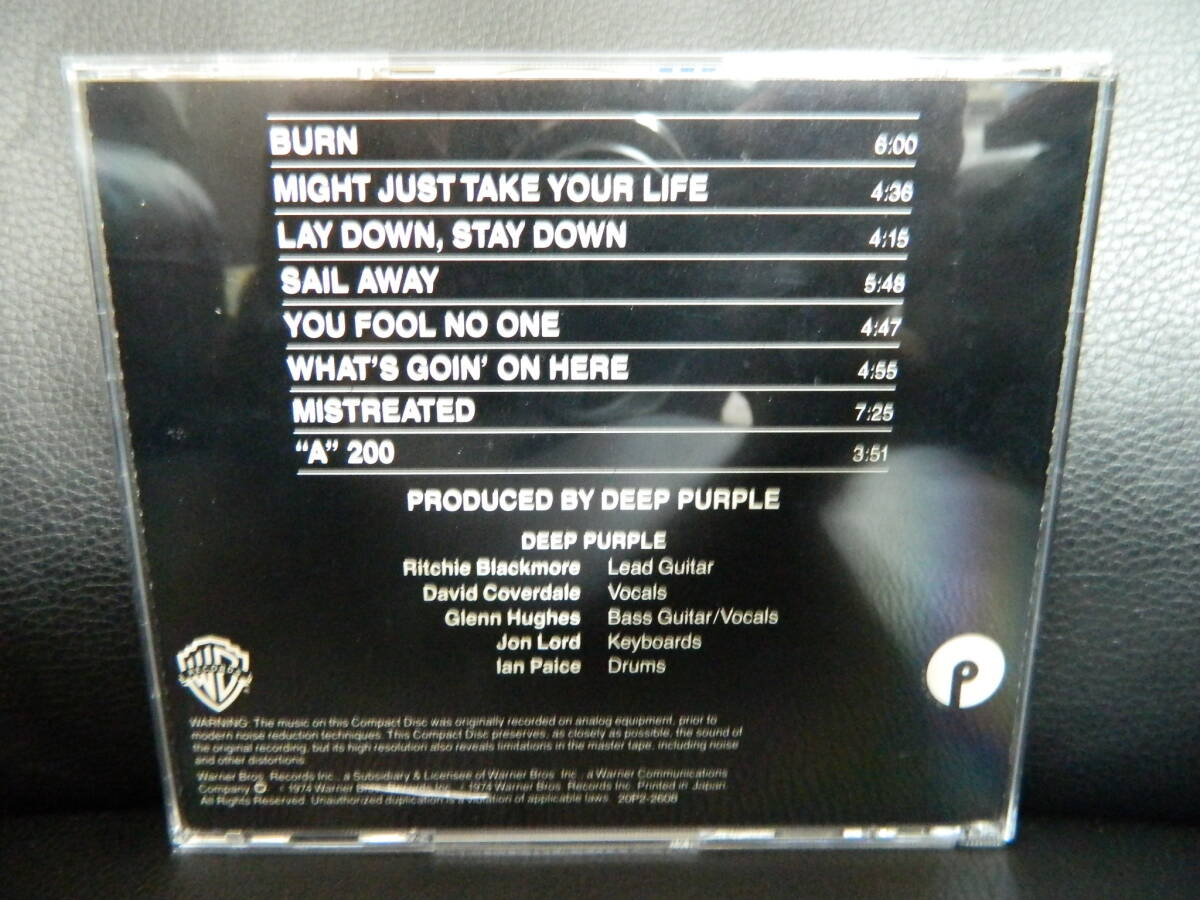 BURN 6:00
MIGHT JUST TAKE YOUR LIFE 4:36
LAY DOWN, STAY DOWN 4:15
SAIL AWAY 5:48
YOU FOOL NO ONE 4:47
WHAT'S GOIN' ON HERE 4:55
MISTREATED 7:25
“A” 200 3:51
PRODUCED BY DEEP PURPLE
DEEP PURPLE
Ritchie Blackmore Lead Guitar
David Coverdale Vocals
Glenn Hughes Bass Guitar/Vocals
Jon Lord Keyboards
Ian Paice Drums
RECORDS
P
WARNING: The music on this Compact Disc was originally recorded on analog equipment, prior to
modern noise reduction techniques. This Compact Disc preserves, as closely as possible, the sound of
the original recording, but its high resolution also reveals limitations in the master tape, including noise
and other distortions.
Warner Bros. Records Inc., a Subsidiary & Licensee of Warner Bros. Inc., a Warner Communications
Company ℗ © 1974 Warner Bros. Records Inc. © 1974 Warner Bros. Records Inc. Printed in Japan.
All Rights Reserved. Unauthorized duplication is a violation of applicable laws. 20P2-2608